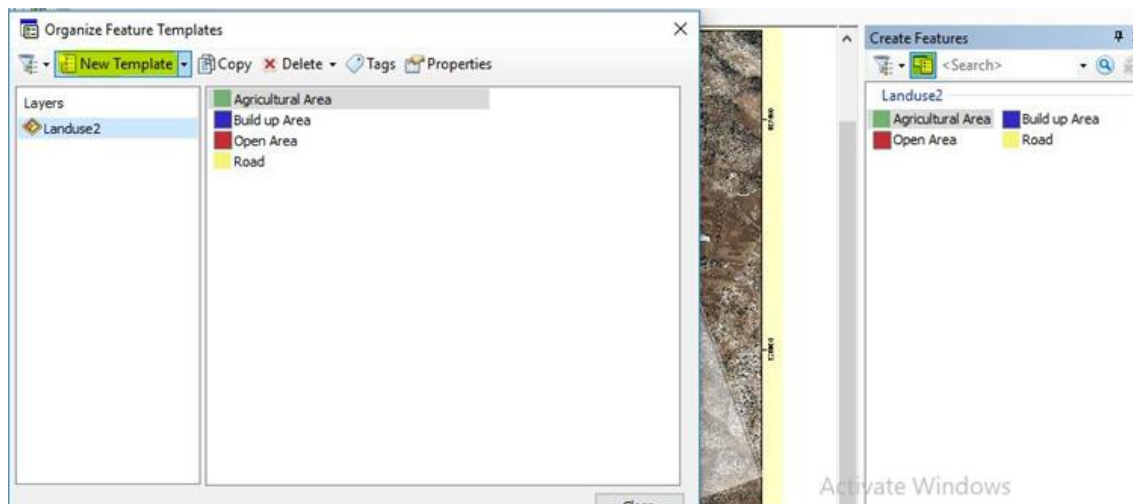 Organize Feature Templates
New Template Copy Delete Tags Properties
Layers
Landuse2
Agricultural Area
Build up Area
Open Area
Road
Create Features
<Search>
Landuse2
Agricultural Area Build up Area
Open Area Road
Activate Windows